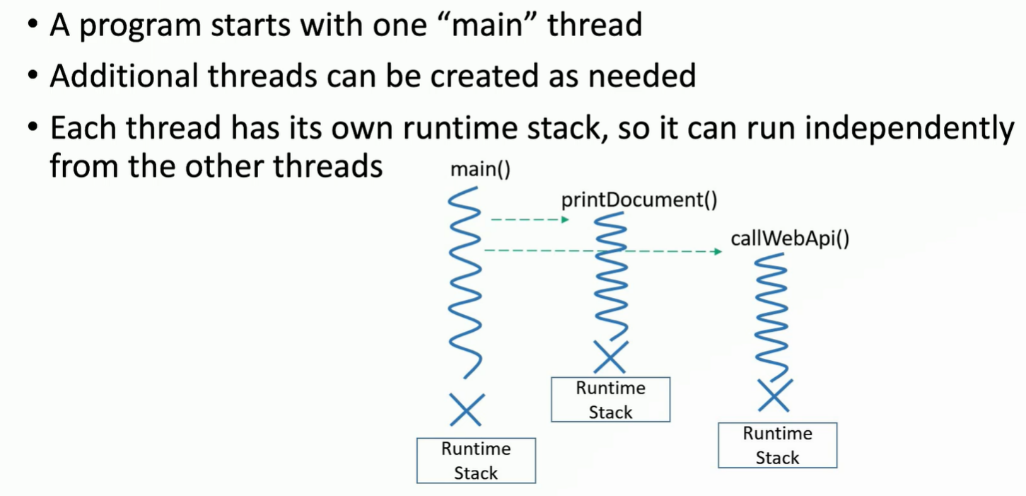 • A program starts with one “main” thread
• Additional threads can be created as needed
• Each thread has its own runtime stack, so it can run independently
from the other threads
main()
printDocument()
callWebApi()
Runtime
Stack
Runtime
Stack
Runtime
Stack